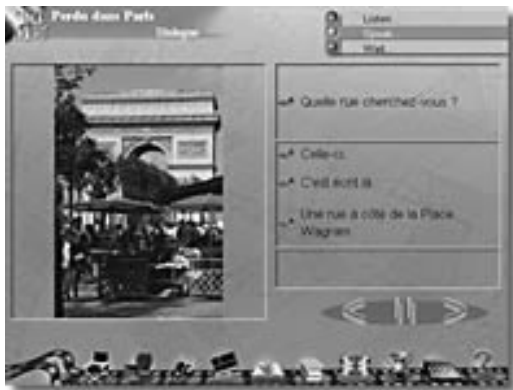 Perdu dans Paris
Dialogue
Listen
Speak
Wait
Quelle rue cherchez-vous ?
Celle-ci.
C'est écrit là.
Une rue à côté de la Place
Wagram
?